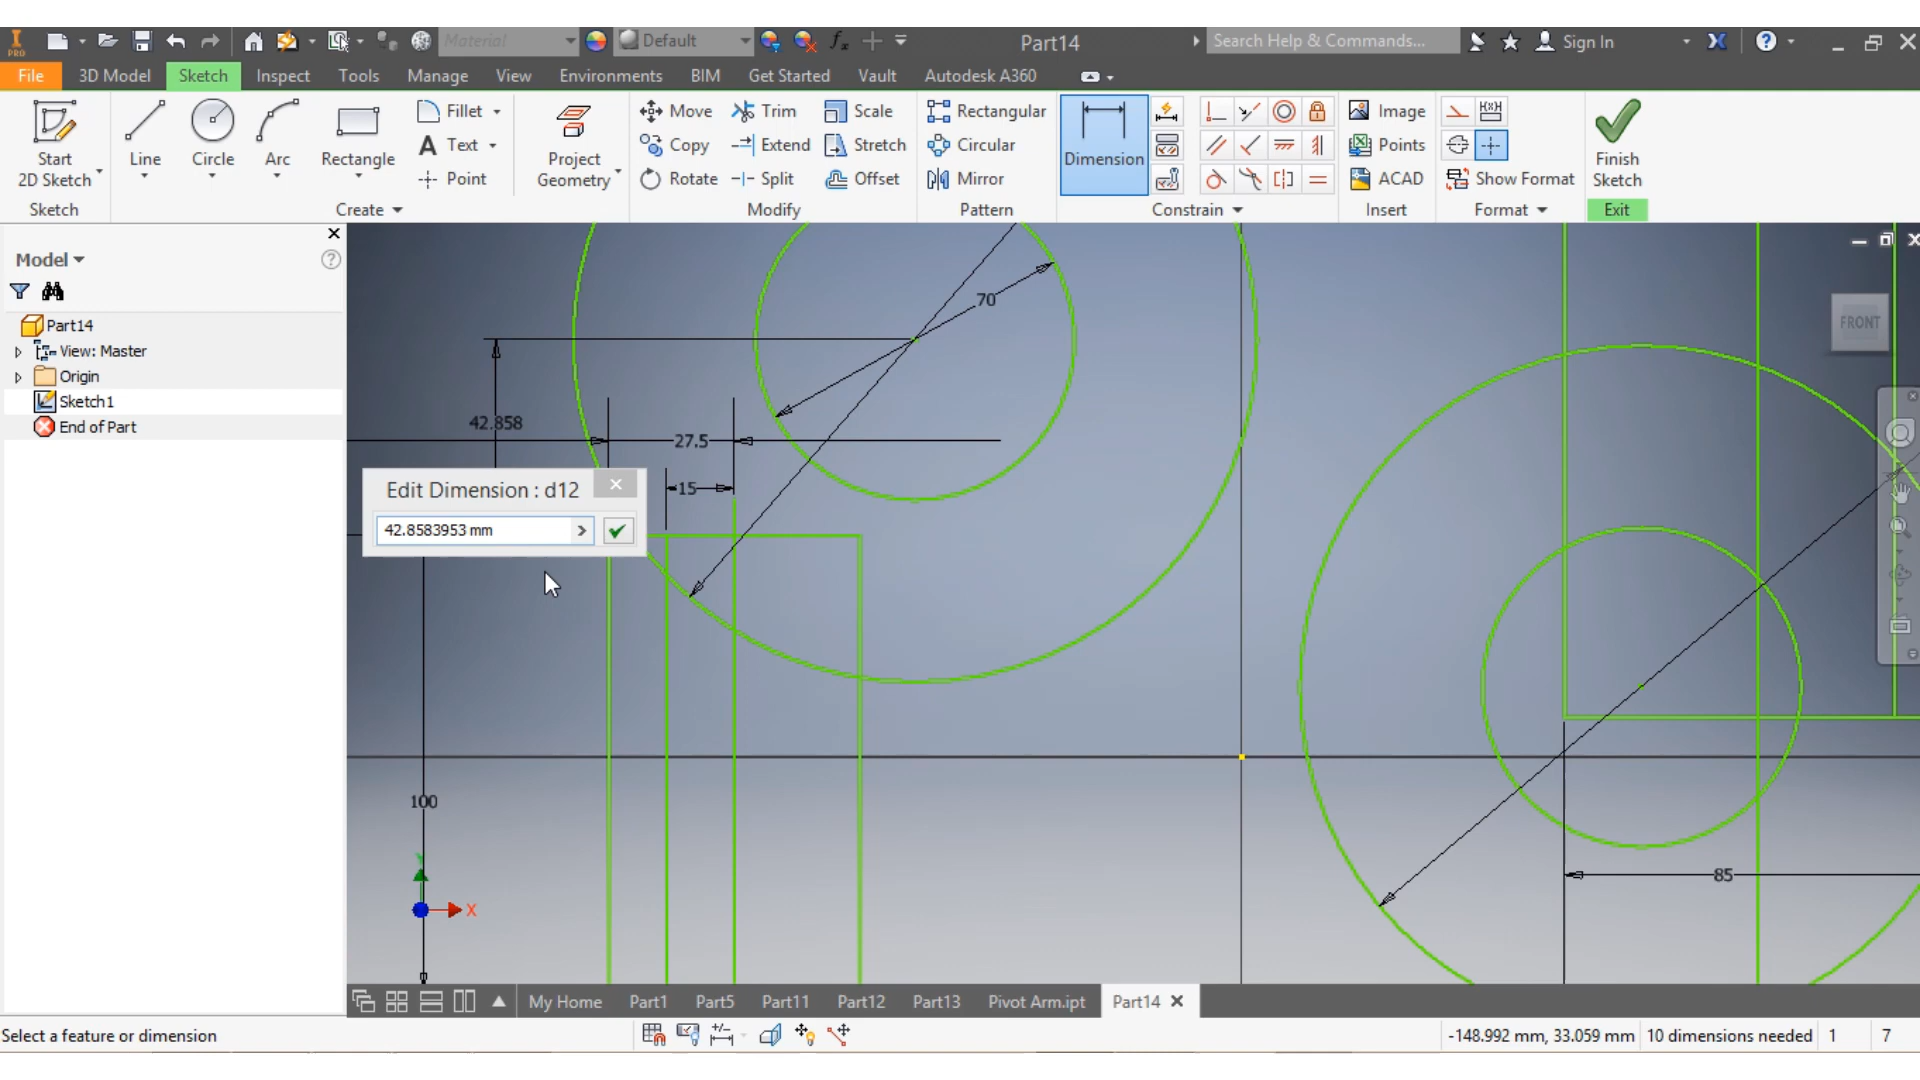 PRO Material Default Part14 Search Help & Commands... Sign In
File 3D Model Sketch Inspect Tools Manage View Environments BIM Get Started Vault Autodesk A360
Start 2D Sketch
Line
Circle
Arc
Rectangle
Fillet
Text
Point
Project Geometry
Move
Copy
Rotate
Trim
Extend
Split
Scale
Stretch
Offset
Rectangular
Circular
Mirror
Dimension
Image
Points
ACAD
Show Format
Finish Sketch
Sketch Create Modify Pattern Constrain Insert Format Exit
Model
Part14
View: Master
Origin
Sketch1
End of Part
FRONT
70
42.858
27.5
15
Edit Dimension : d12
42.8583953 mm
100
85
Y
X
My Home Part1 Part5 Part11 Part12 Part13 Pivot Arm.ipt Part14
Select a feature or dimension
-148.992 mm, 33.059 mm 10 dimensions needed 1 7